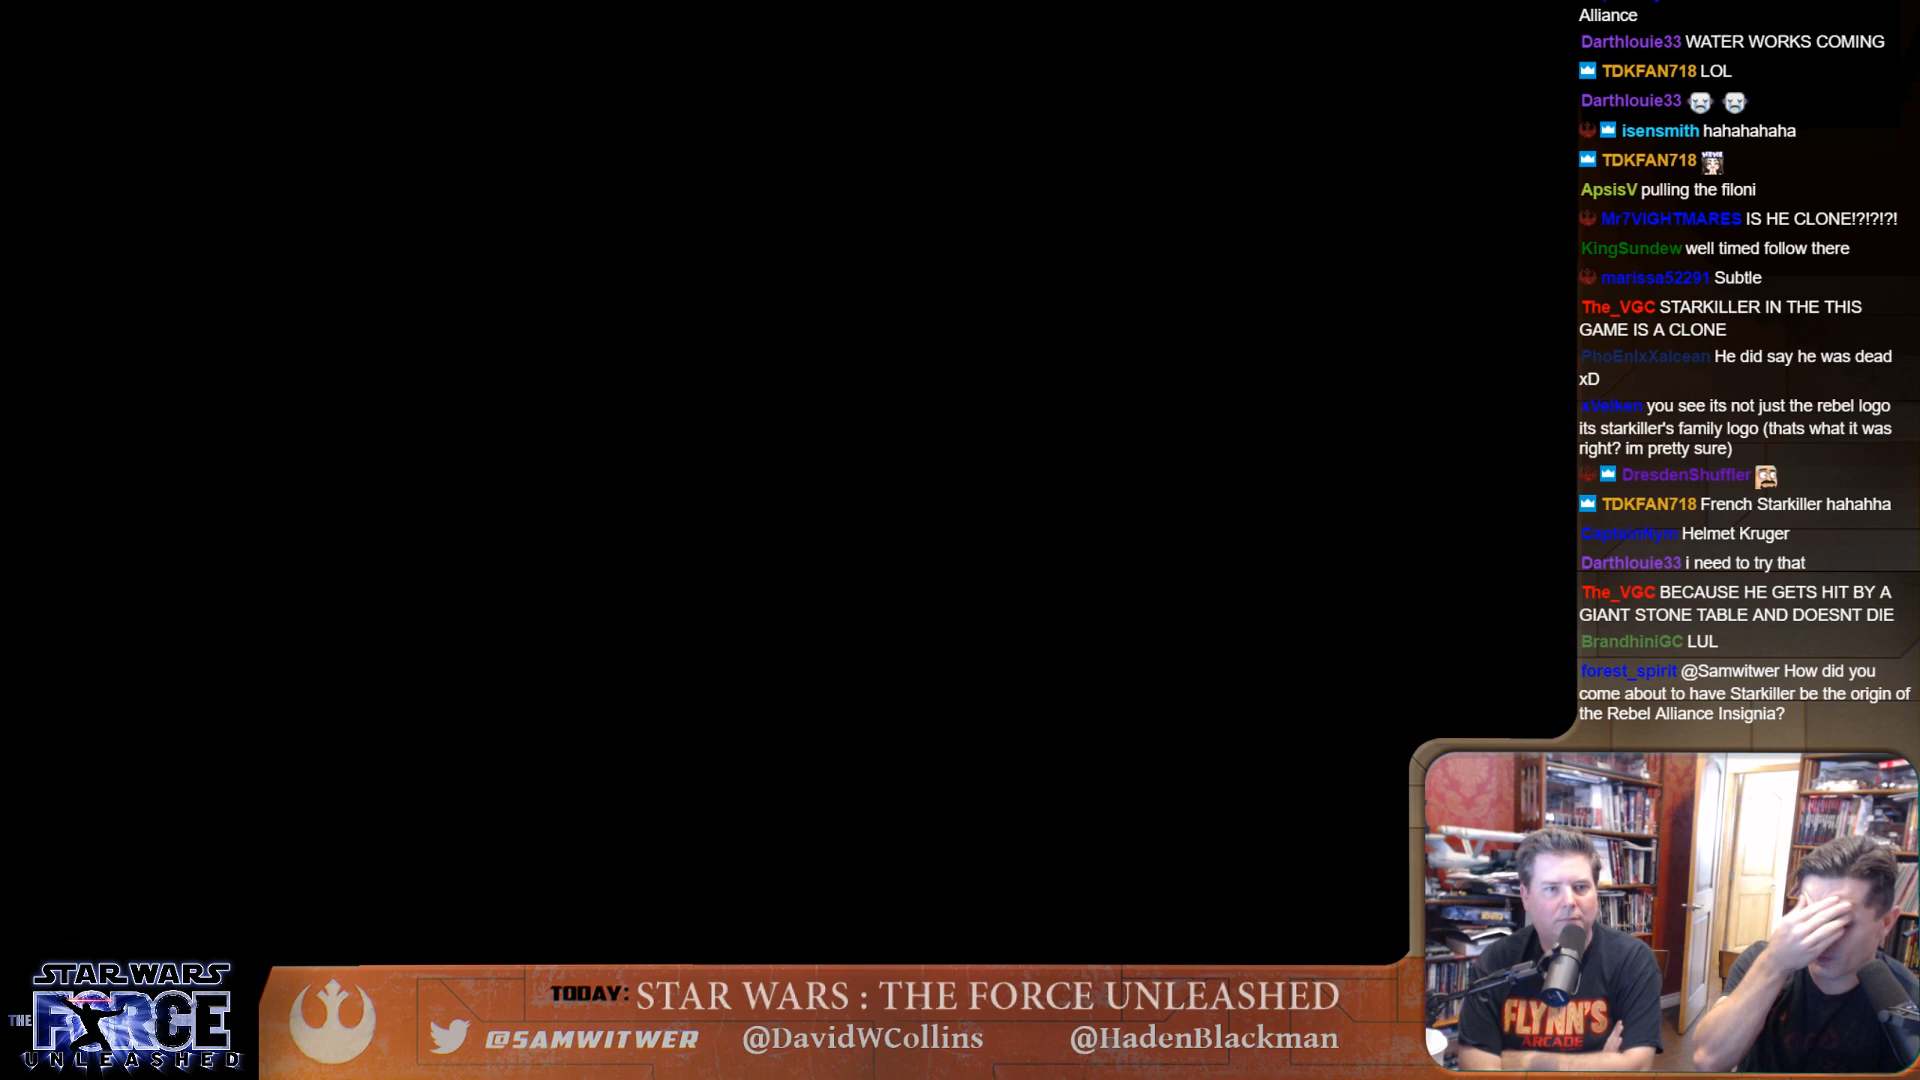 Alliance
Darthlouie33 WATER WORKS COMING
TDKFAN718 LOL
Darthlouie33
isensmith hahahahaha
TDKFAN718
ApsisV pulling the filoni
Mr7VIGHTMARES IS HE CLONE!?!?!?!
KingSundew well timed follow there
marissa52291 Subtle
The_VGC STARKILLER IN THE THIS
GAME IS A CLONE
PhoEnIxXalcean He did say he was dead
xD
xVelken you see its not just the rebel logo
its starkiller's family logo (thats what it was
right? im pretty sure)
DresdenShuffler
TDKFAN718 French Starkiller hahahha
CaptainNym Helmet Kruger
Darthlouie33 i need to try that
The_VGC BECAUSE HE GETS HIT BY A
GIANT STONE TABLE AND DOESNT DIE
BrandhiniGC LUL
forest_spirit @Samwitwer How did you
come about to have Starkiller be the origin of
the Rebel Alliance Insignia?
STAR WARS
THE FORCE
UNLEASHED
TODAY: STAR WARS : THE FORCE UNLEASHED
@SAMWITWER @DavidWCollins @HadenBlackman
FLYNN'S
ARCADE